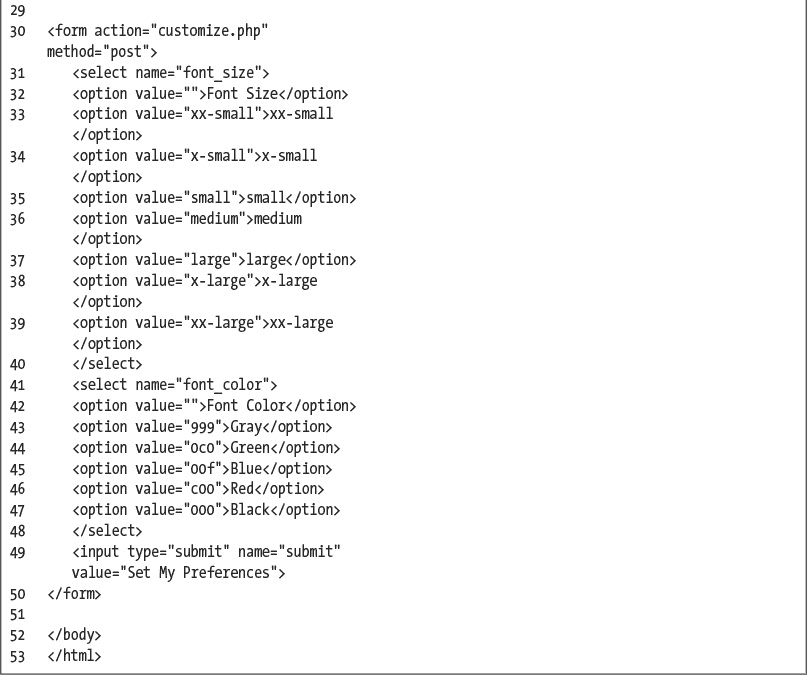 29
30 <form action="customize.php"
method="post">
31 <select name="font_size">
32 <option value="">Font Size</option>
33 <option value="xx-small">xx-small
</option>
34 <option value="x-small">x-small
</option>
35 <option value="small">small</option>
36 <option value="medium">medium
</option>
37 <option value="large">large</option>
38 <option value="x-large">x-large
</option>
39 <option value="xx-large">xx-large
</option>
40 </select>
41 <select name="font_color">
42 <option value="">Font Color</option>
43 <option value="999">Gray</option>
44 <option value="0c0">Green</option>
45 <option value="00f">Blue</option>
46 <option value="c00">Red</option>
47 <option value="000">Black</option>
48 </select>
49 <input type="submit" name="submit"
value="Set My Preferences">
50 </form>
51
52 </body>
53 </html>